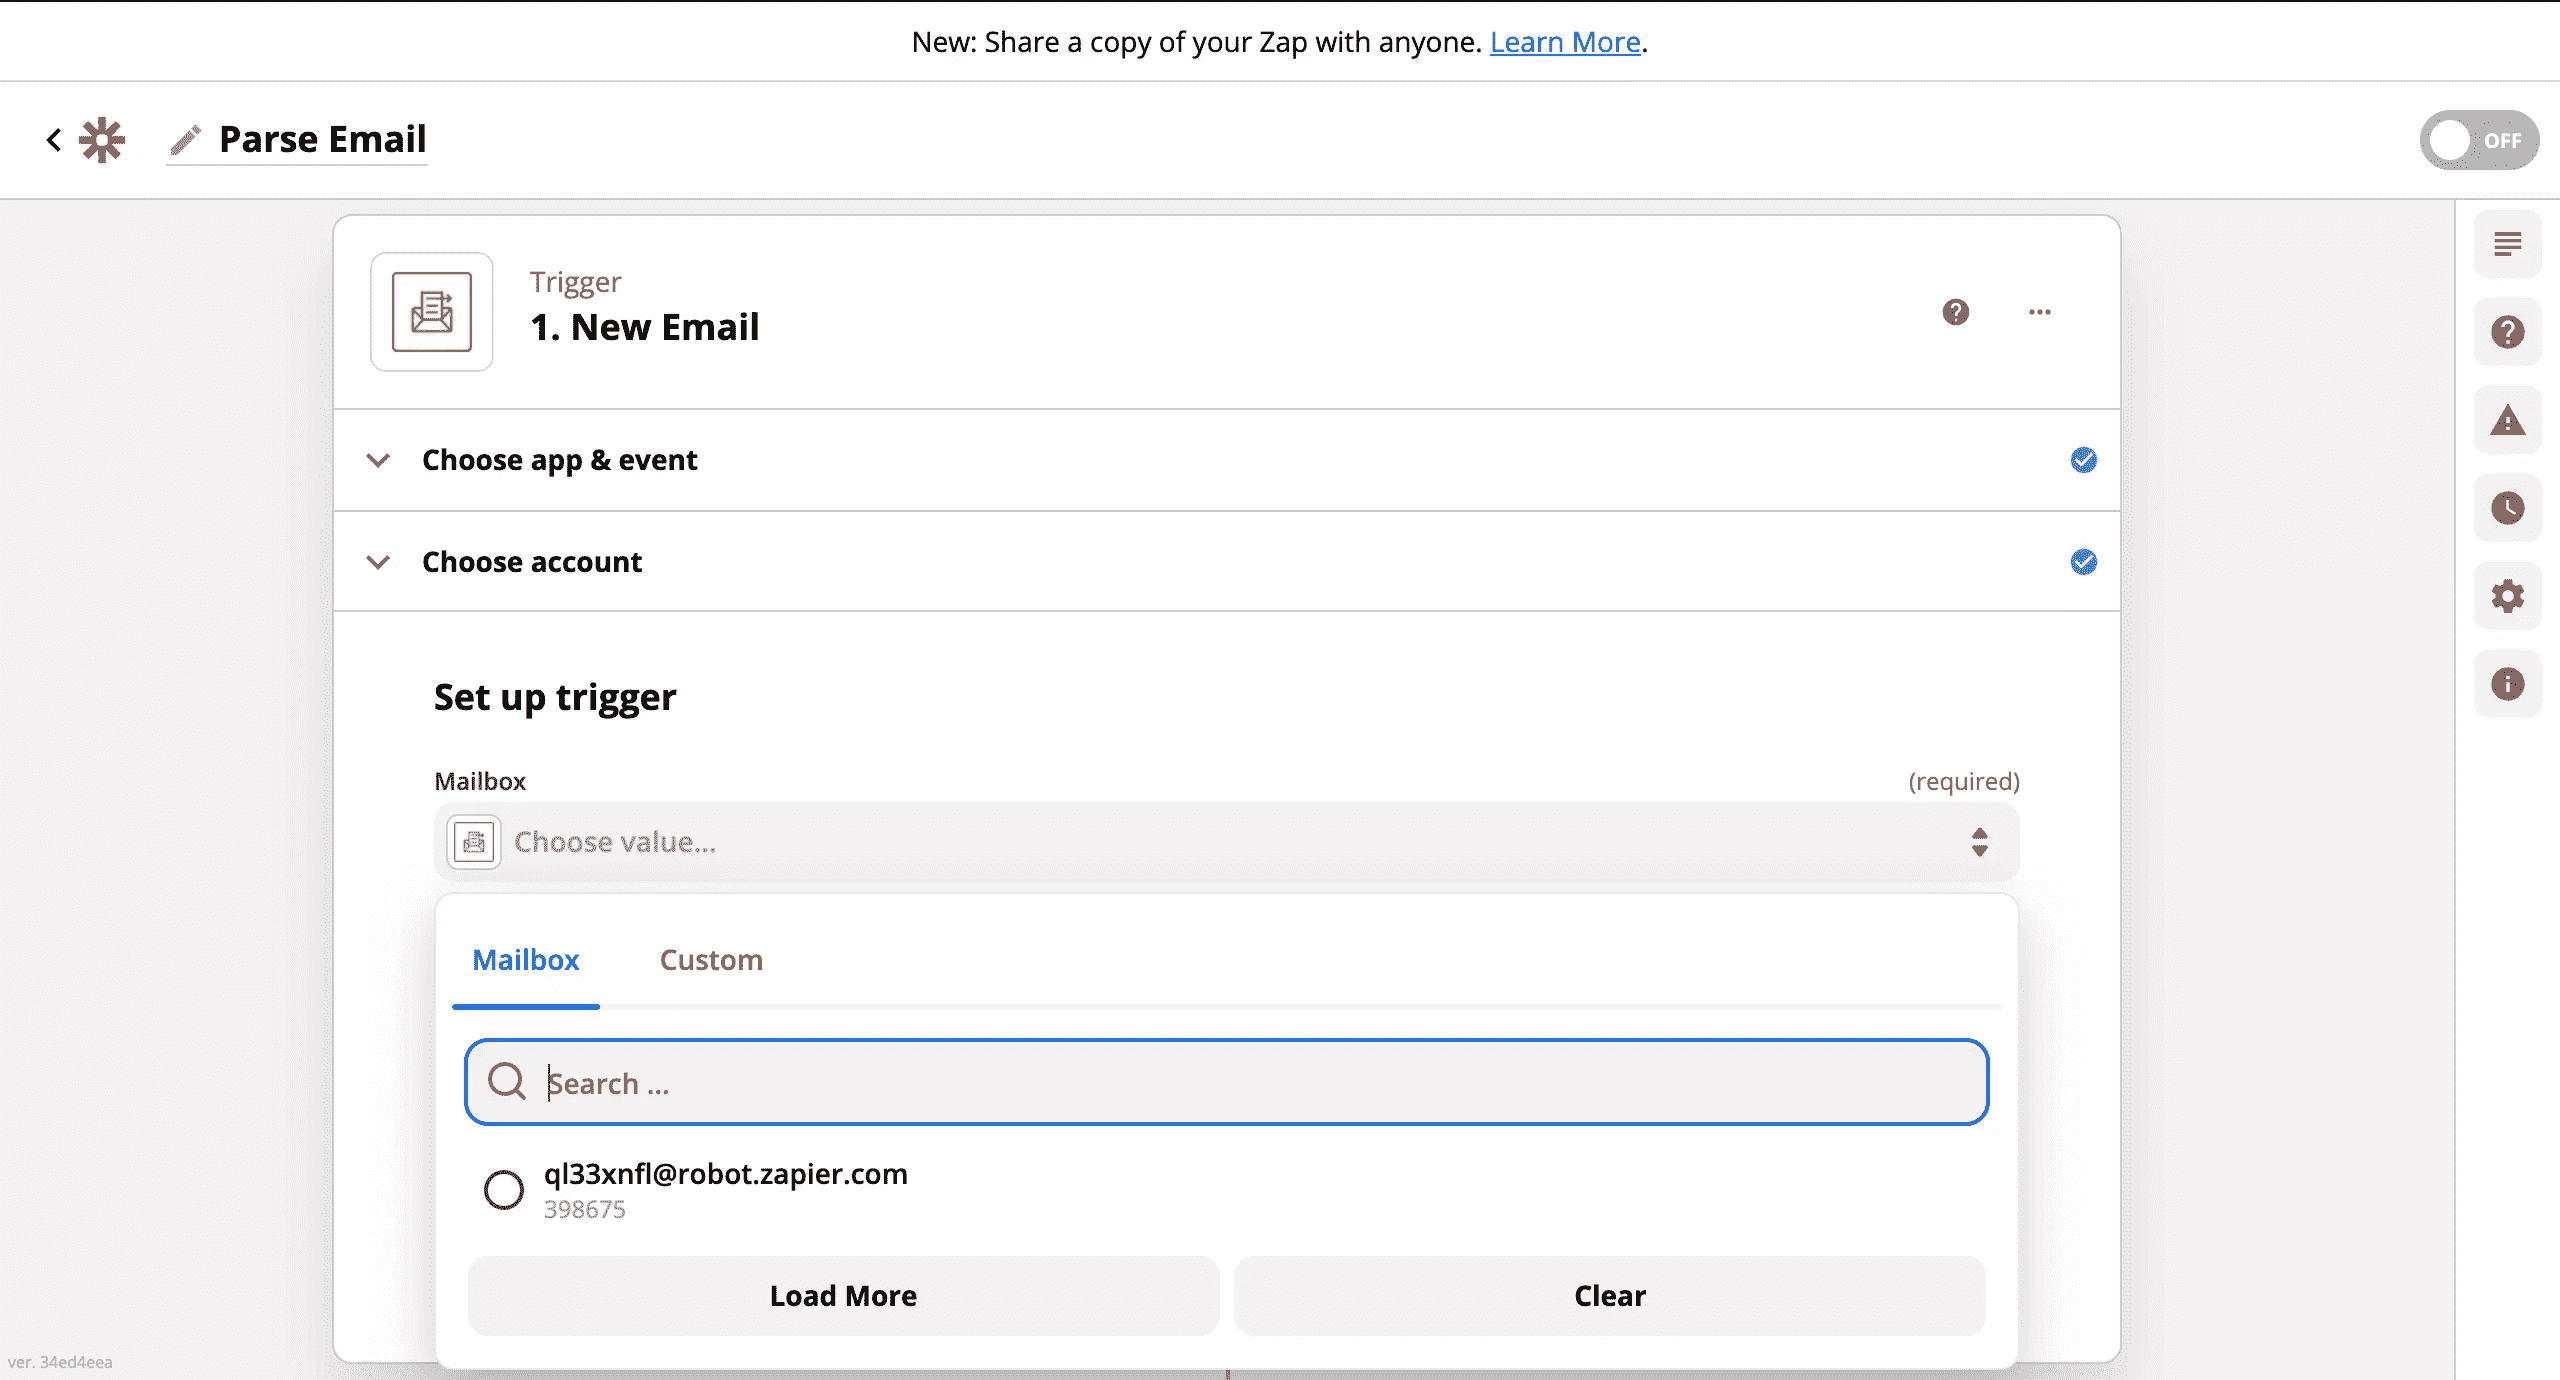 New: Share a copy of your Zap with anyone. Learn More.
Parse Email
OFF
Trigger
1. New Email
Choose app & event
Choose account
Set up trigger
Mailbox
(required)
Choose value...
Mailbox
Custom
Search ...
ql33xnfl@robot.zapier.com
398675
Load More
Clear
ver. 34ed4eea